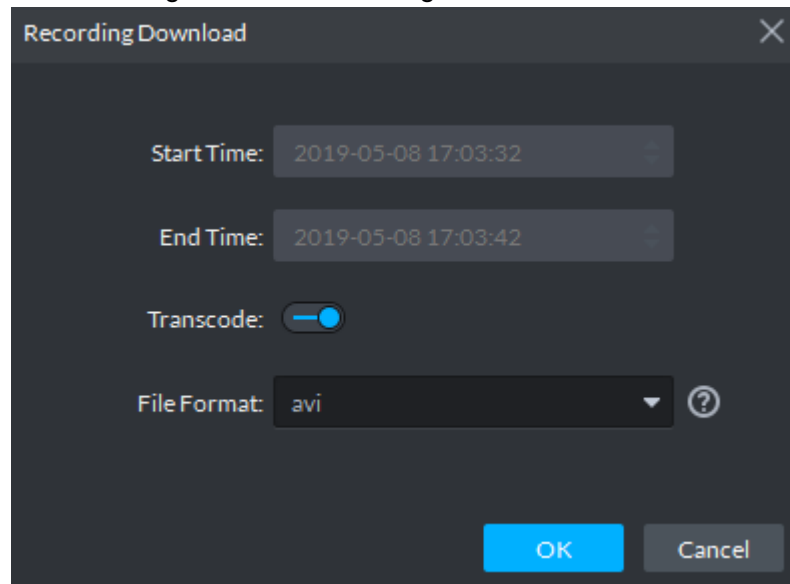 Recording Download
Start Time: 2019-05-08 17:03:32
End Time: 2019-05-08 17:03:42
Transcode:
File Format: avi
OK Cancel